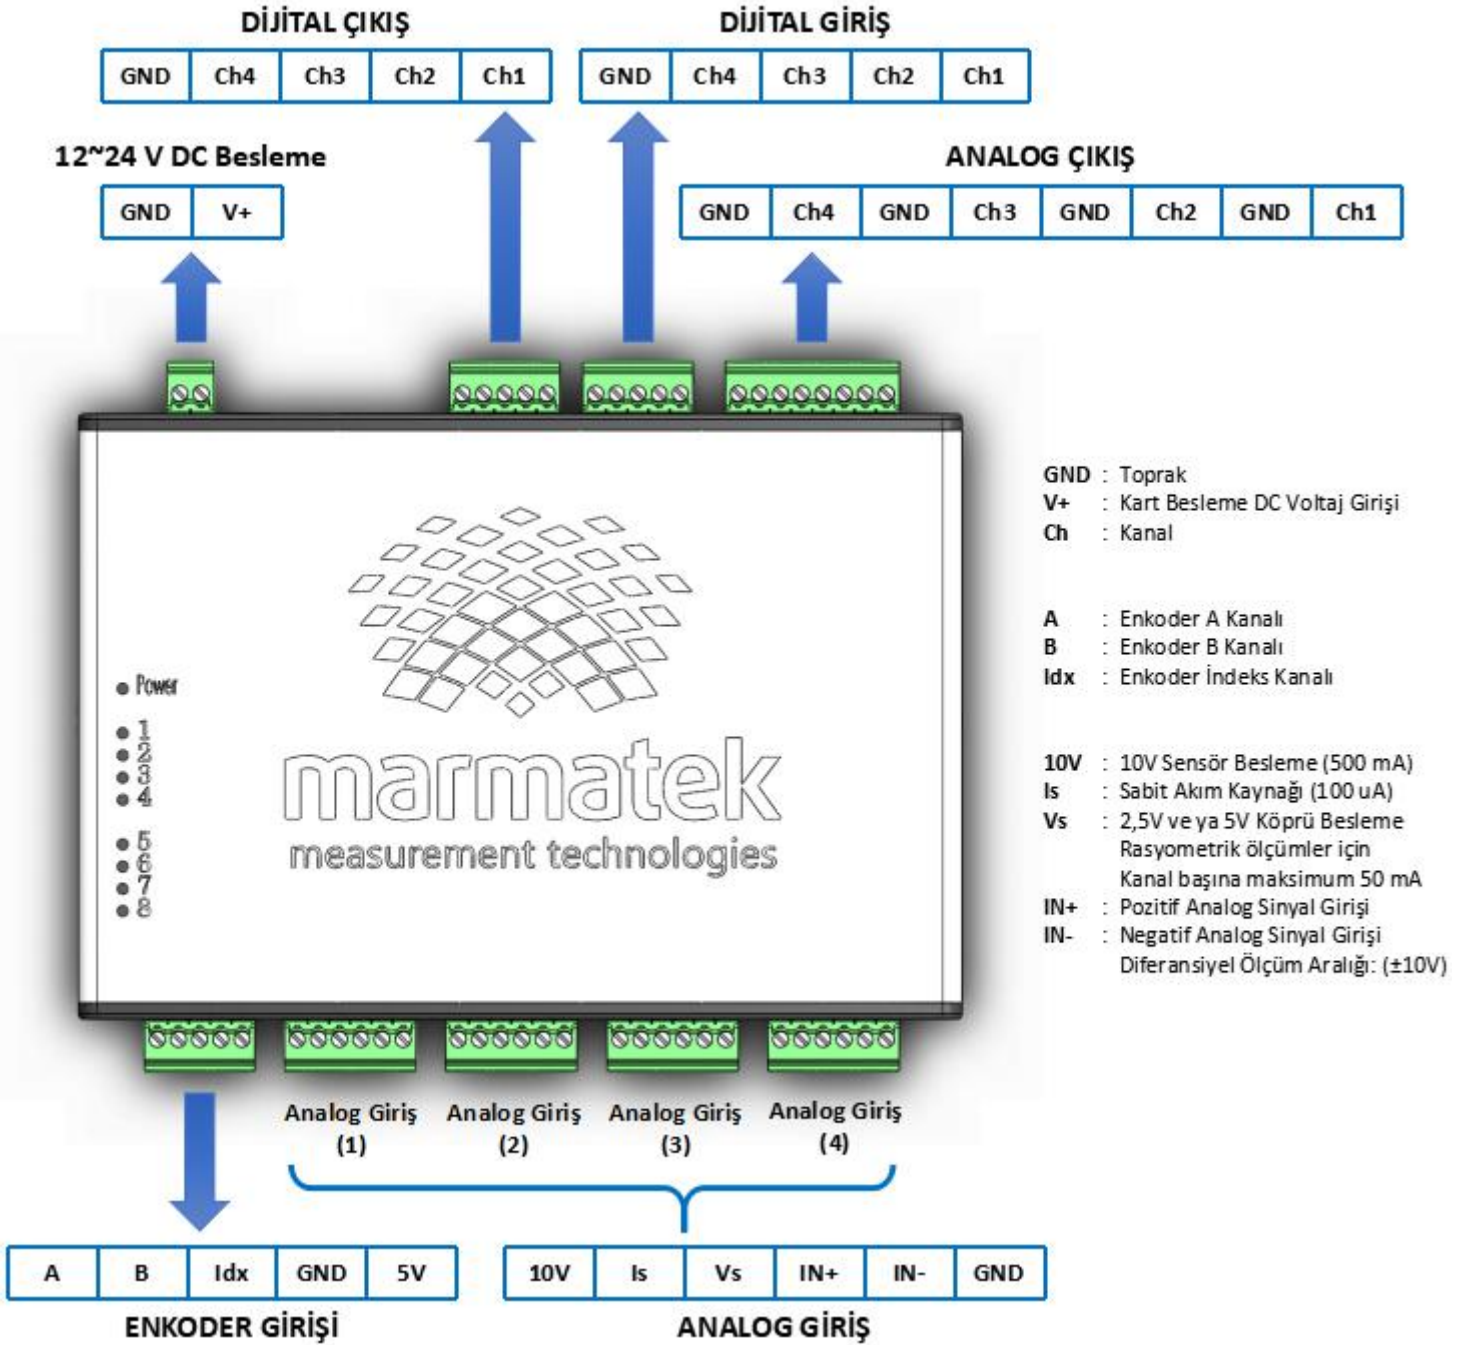 DİJİTAL ÇIKIŞ
GND Ch4 Ch3 Ch2 Ch1
DİJİTAL GİRİŞ
GND Ch4 Ch3 Ch2 Ch1
12~24 V DC Besleme
GND V+
ANALOG ÇIKIŞ
GND Ch4 GND Ch3 GND Ch2 GND Ch1
Power
1
2
3
4
5
6
7
8
marmatek
measurement technologies
GND : Toprak
V+ : Kart Besleme DC Voltaj Girişi
Ch : Kanal
A : Enkoder A Kanalı
B : Enkoder B Kanalı
Idx : Enkoder İndeks Kanalı
10V : 10V Sensör Besleme (500 mA)
Is : Sabit Akım Kaynağı (100 uA)
Vs : 2,5V ve ya 5V Köprü Besleme
Rasyometrik ölçümler için
Kanal başına maksimum 50 mA
IN+ : Pozitif Analog Sinyal Girişi
IN- : Negatif Analog Sinyal Girişi
Diferansiyel Ölçüm Aralığı: (±10V)
Analog Giriş
(1)
Analog Giriş
(2)
Analog Giriş
(3)
Analog Giriş
(4)
A B Idx GND 5V
ENKODER GİRİŞİ
10V Is Vs IN+ IN- GND
ANALOG GİRİŞ